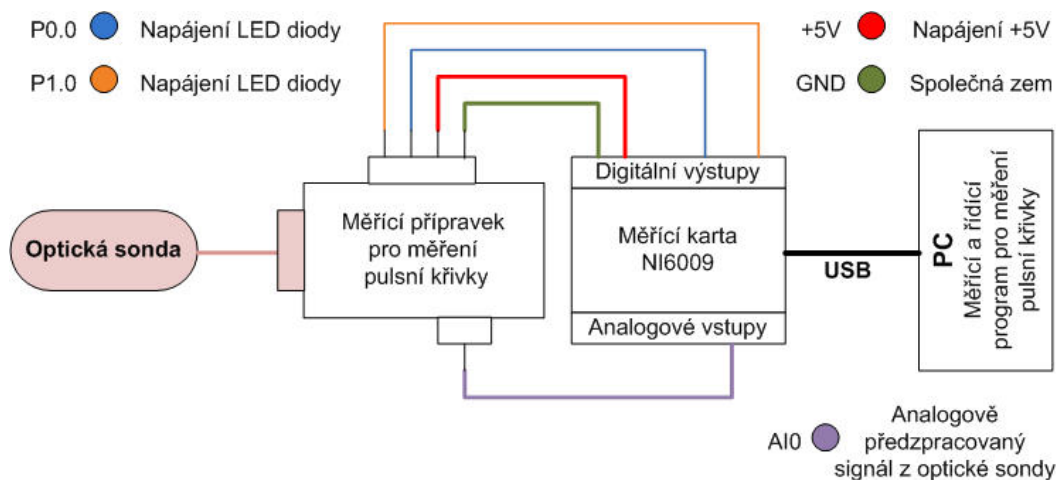 P0.0 Napájení LED diody
+5V Napájení +5V
P1.0 Napájení LED diody
GND Společná zem
Digitální výstupy
Optická sonda
Měřící přípravek
pro měření
pulsní křivky
Měřící karta
NI6009
USB
PC
Měřící a řídící
program pro měření
pulsní křivky
Analogové vstupy
AI0
Analogově
předzpracovaný
signál z optické sondy